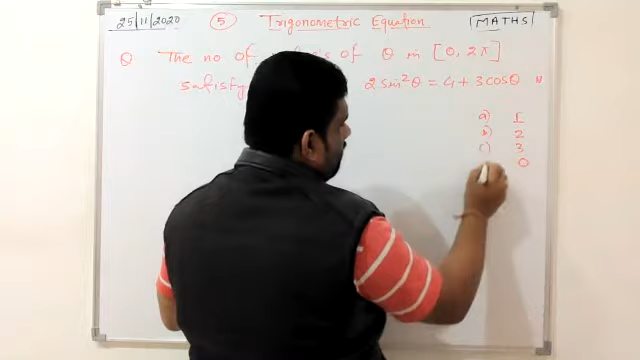 25/11/2020 5 Trigonometric Equation MATHS
Q The no of of θ in [0, 2π]
satisfy 2 sin²θ = 4 + 3 cosθ
a) 1
b) 2
c) 3
0